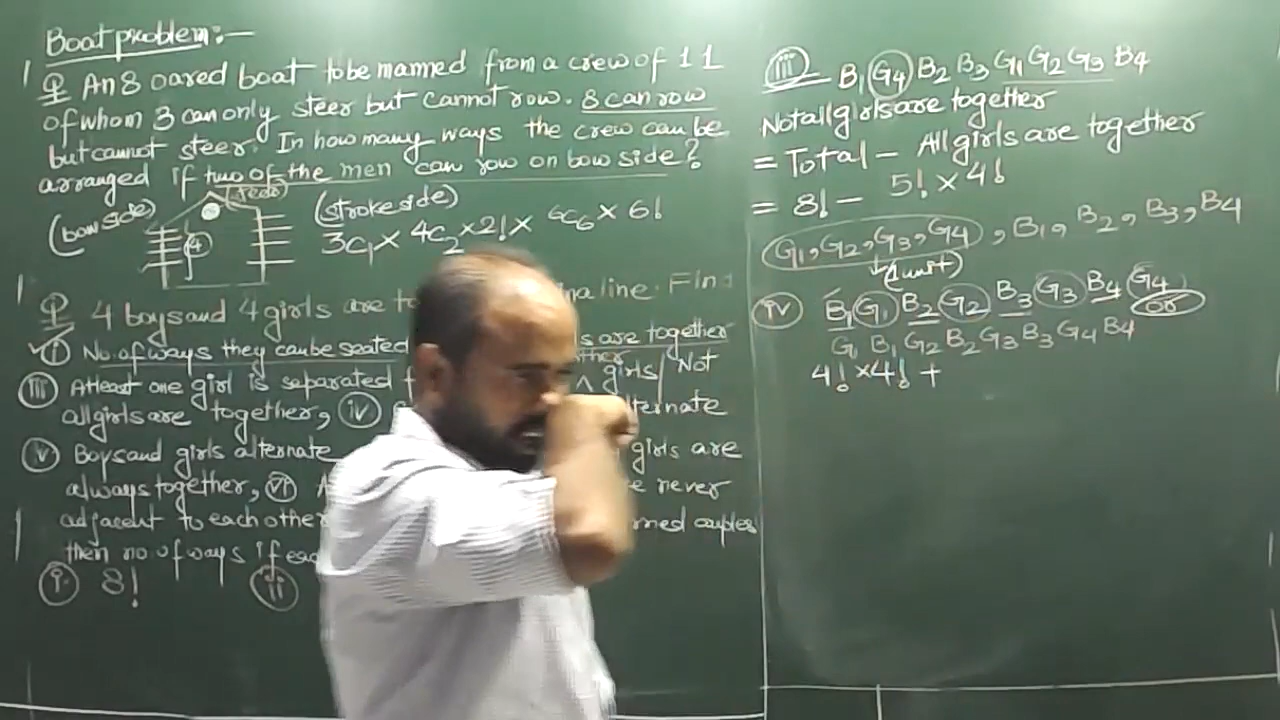 Boat problem:-
Q An 8 oared boat to be manned from a crew of 11
of whom 3 can only steer but cannot row. 8 can row
but cannot steer. In how many ways the crew can be
arranged if two of the men can row on bow side?
(bow side) (steer) (stroke side)
4
3C1 × 4C2 × 2! × 6C6 × 6!
Q 4 boys and 4 girls are in a line. Find
i) No. of ways they can be seated s are together
iii) Atleast one girl is separated girls/ Not
all girls are together, iv) alternate
v) Boys and girls alternate girls are
always together, vi) never
adjacent to each other couples
then no of ways if
i) 8! ii)
iii) B1 G4 B2 B3 G1 G2 G3 B4
Not all girls are together
= Total - All girls are together
= 8! - 5! × 4!
G1, G2, G3, G4, B1, B2, B3, B4
(1 unit)
iv) B1 G1 B2 G2 B3 G3 B4 G4
or
G1 B1 G2 B2 G3 B3 G4 B4
4! × 4! +